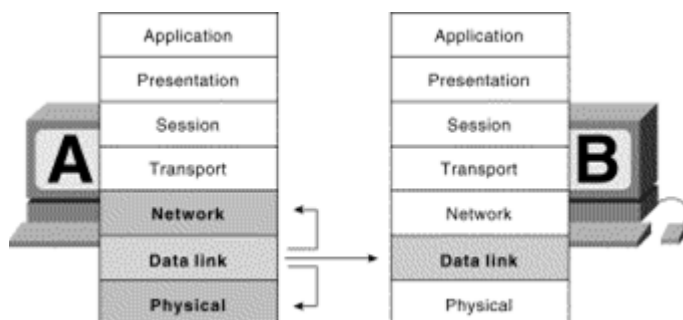 Application
Presentation
Session
Transport
Network
Data link
Physical
A
Application
Presentation
Session
Transport
Network
Data link
Physical
B